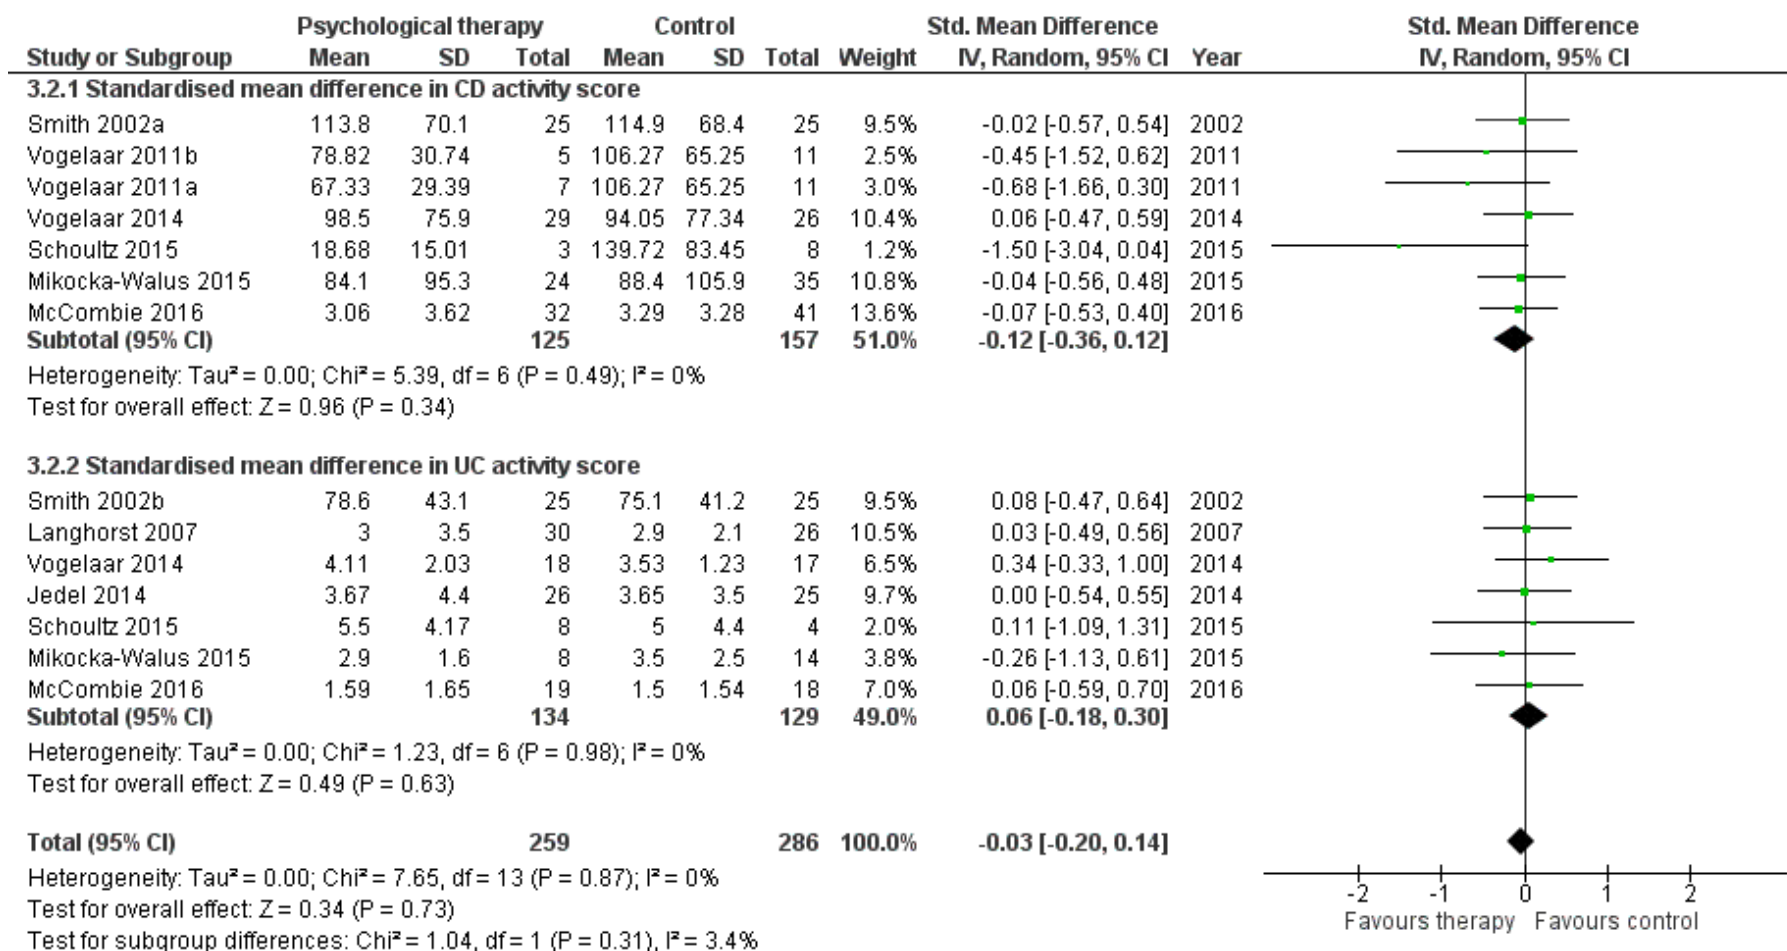 Psychological therapy Control Std. Mean Difference Std. Mean Difference
Study or Subgroup Mean SD Total Mean SD Total Weight IV, Random, 95% CI Year IV, Random, 95% CI
3.2.1 Standardised mean difference in CD activity score
Smith 2002a 113.8 70.1 25 114.9 68.4 25 9.5% -0.02 [-0.57, 0.54] 2002
Vogelaar 2011b 78.82 30.74 5 106.27 65.25 11 2.5% -0.45 [-1.52, 0.62] 2011
Vogelaar 2011a 67.33 29.39 7 106.27 65.25 11 3.0% -0.68 [-1.66, 0.30] 2011
Vogelaar 2014 98.5 75.9 29 94.05 77.34 26 10.4% 0.06 [-0.47, 0.59] 2014
Schoultz 2015 18.68 15.01 3 139.72 83.45 8 1.2% -1.50 [-3.04, 0.04] 2015
Mikocka-Walus 2015 84.1 95.3 24 88.4 105.9 35 10.8% -0.04 [-0.56, 0.48] 2015
McCombie 2016 3.06 3.62 32 3.29 3.28 41 13.6% -0.07 [-0.53, 0.40] 2016
Subtotal (95% CI) 125 157 51.0% -0.12 [-0.36, 0.12]
Heterogeneity: Tau² = 0.00; Chi² = 5.39, df = 6 (P = 0.49); I² = 0%
Test for overall effect: Z = 0.96 (P = 0.34)
3.2.2 Standardised mean difference in UC activity score
Smith 2002b 78.6 43.1 25 75.1 41.2 25 9.5% 0.08 [-0.47, 0.64] 2002
Langhorst 2007 3 3.5 30 2.9 2.1 26 10.5% 0.03 [-0.49, 0.56] 2007
Vogelaar 2014 4.11 2.03 18 3.53 1.23 17 6.5% 0.34 [-0.33, 1.00] 2014
Jedel 2014 3.67 4.4 26 3.65 3.5 25 9.7% 0.00 [-0.54, 0.55] 2014
Schoultz 2015 5.5 4.17 8 5 4.4 4 2.0% 0.11 [-1.09, 1.31] 2015
Mikocka-Walus 2015 2.9 1.6 8 3.5 2.5 14 3.8% -0.26 [-1.13, 0.61] 2015
McCombie 2016 1.59 1.65 19 1.5 1.54 18 7.0% 0.06 [-0.59, 0.70] 2016
Subtotal (95% CI) 134 129 49.0% 0.06 [-0.18, 0.30]
Heterogeneity: Tau² = 0.00; Chi² = 1.23, df = 6 (P = 0.98); I² = 0%
Test for overall effect: Z = 0.49 (P = 0.63)
Total (95% CI) 259 286 100.0% -0.03 [-0.20, 0.14]
Heterogeneity: Tau² = 0.00; Chi² = 7.65, df = 13 (P = 0.87); I² = 0%
Test for overall effect: Z = 0.34 (P = 0.73)
Test for subgroup differences: Chi² = 1.04, df = 1 (P = 0.31), I² = 3.4%
-2 -1 0 1 2
Favours therapy Favours control